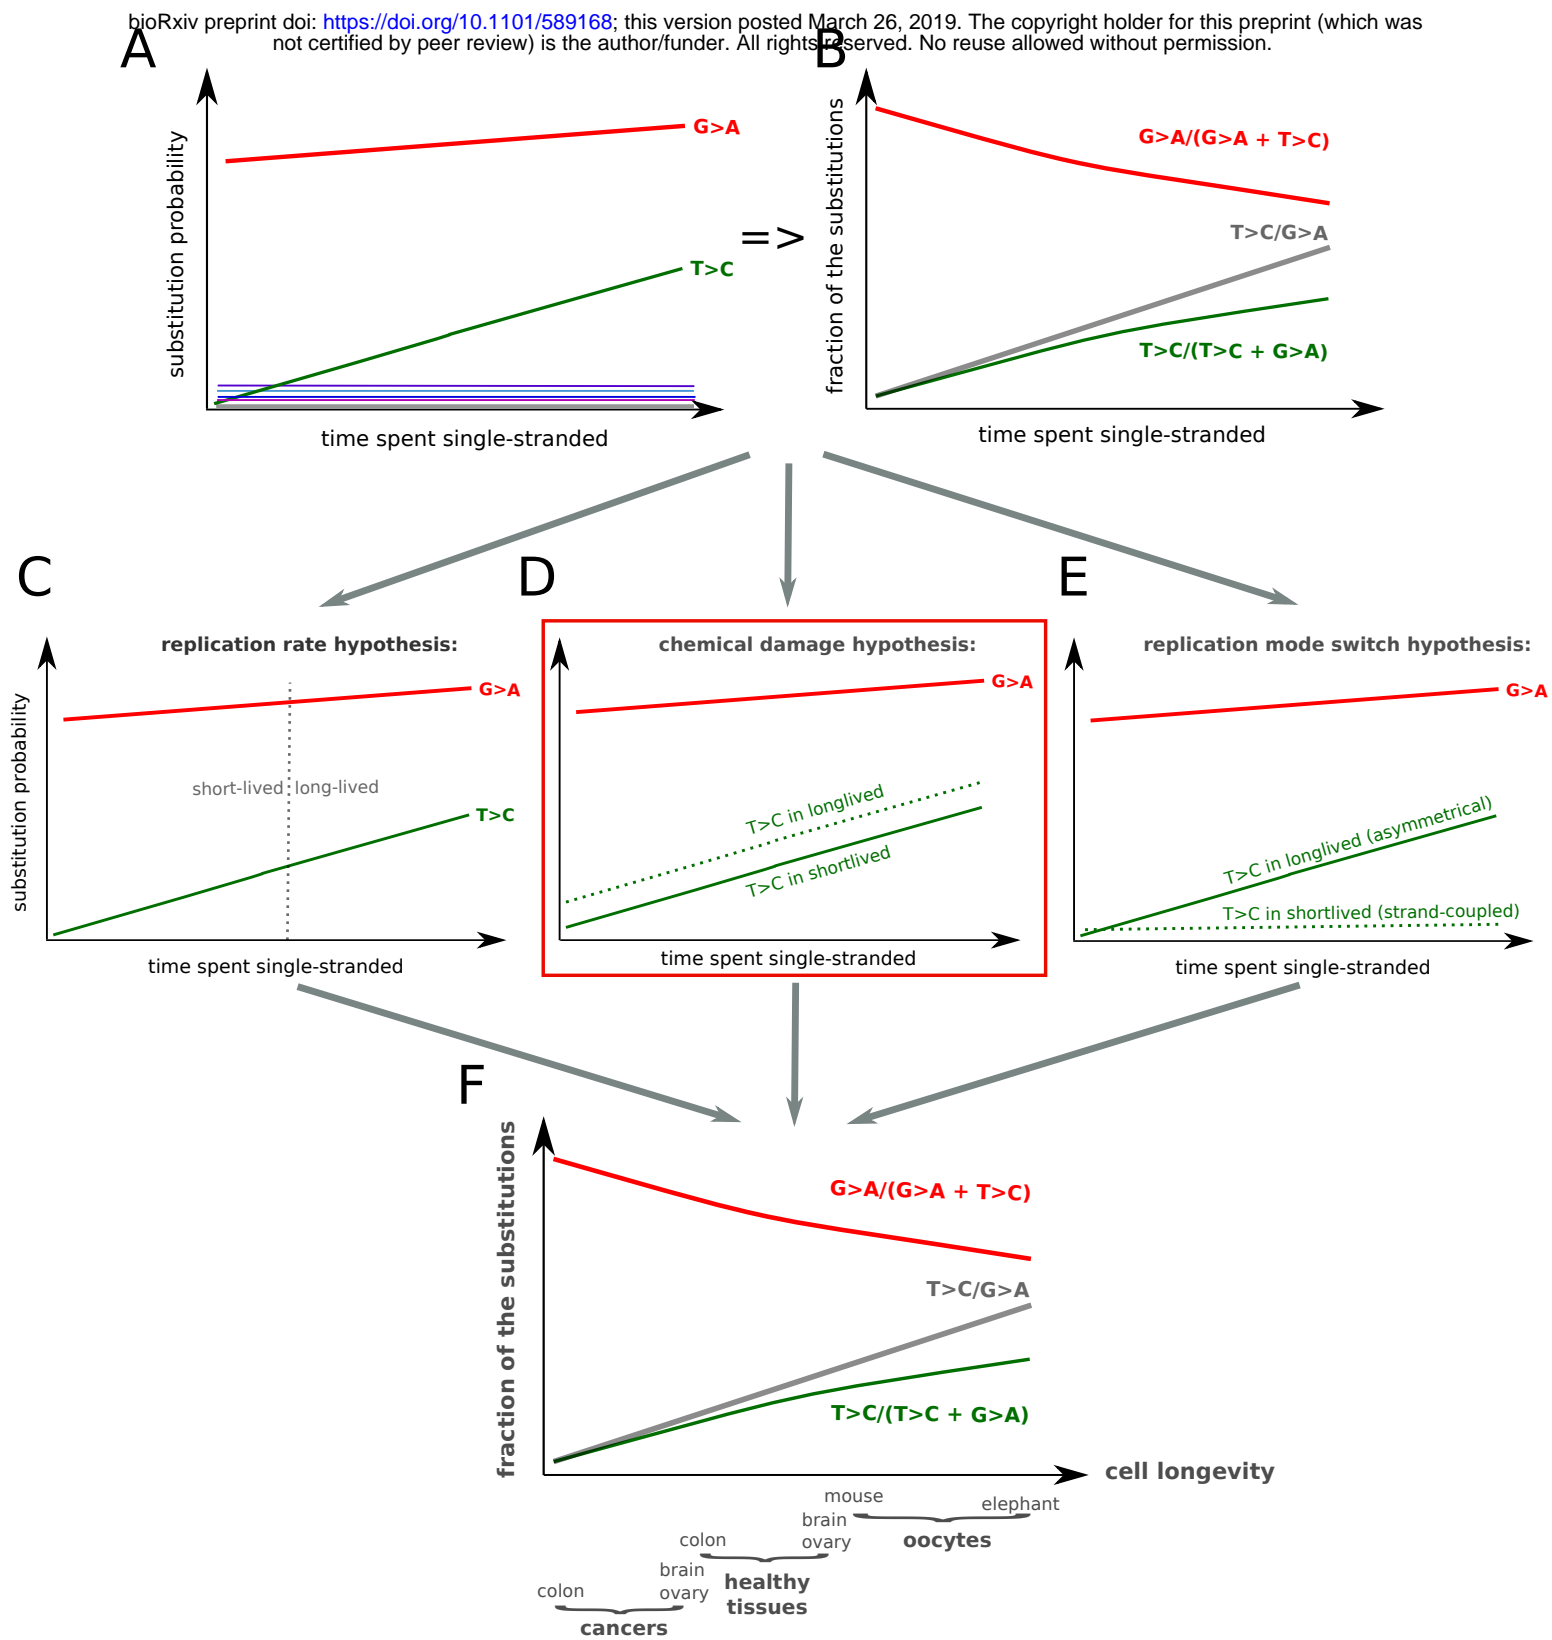 bioRxiv preprint doi: https://doi.org/10.1101/589168; this version posted March 26, 2019. The copyright holder for this preprint (which was
not certified by peer review) is the author/funder. All rights reserved. No reuse allowed without permission.
A
substitution probability
G>A
T>C
time spent single-stranded
=>
B
fraction of the substitutions
G>A/(G>A + T>C)
T>C/G>A
T>C/(T>C + G>A)
time spent single-stranded
C
replication rate hypothesis:
substitution probability
G>A
short-lived
long-lived
T>C
time spent single-stranded
D
chemical damage hypothesis:
G>A
T>C in longlived
T>C in shortlived
time spent single-stranded
E
replication mode switch hypothesis:
G>A
T>C in longlived (asymmetrical)
T>C in shortlived (strand-coupled)
time spent single-stranded
F
fraction of the substitutions
G>A/(G>A + T>C)
T>C/G>A
T>C/(T>C + G>A)
cell longevity
mouse
elephant
oocytes
colon
brain
ovary
healthy
tissues
colon
brain
ovary
cancers